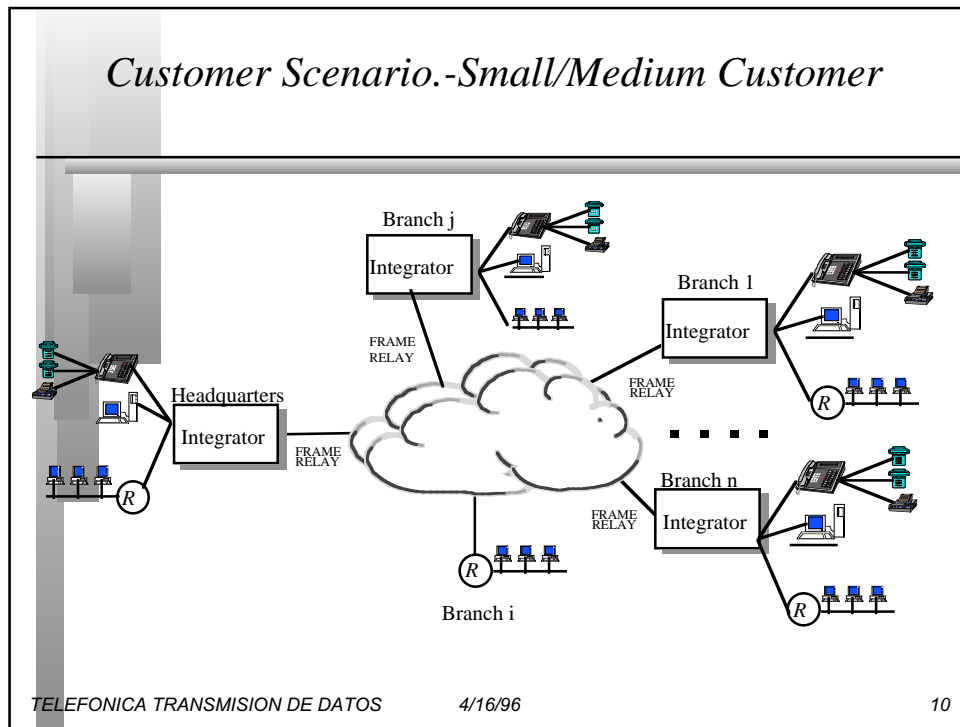 Customer Scenario.-Small/Medium Customer
Branch j
Integrator
FRAME
RELAY
Branch 1
Integrator
FRAME
RELAY
Headquarters
Integrator
FRAME
RELAY
R
R
Branch n
Integrator
FRAME
RELAY
R
Branch i
R
TELEFONICA TRANSMISION DE DATOS 4/16/96 10